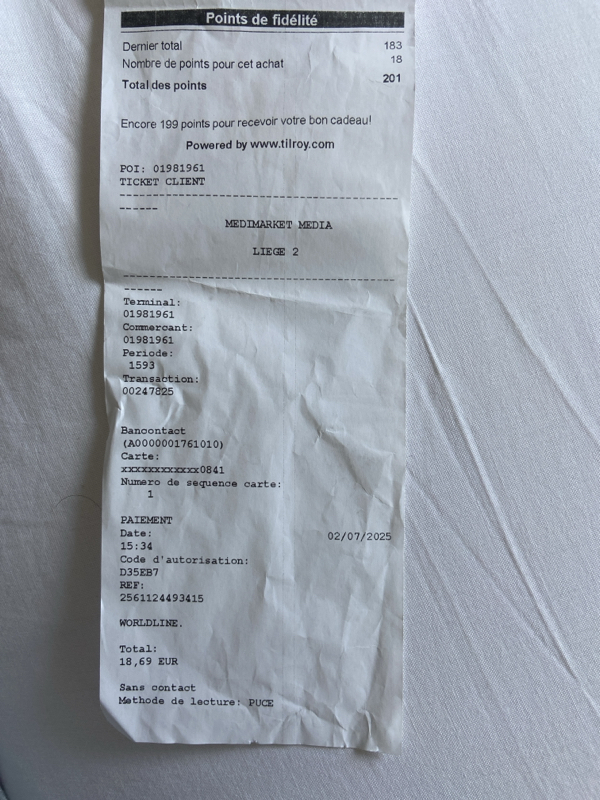 Points de fidélité
Dernier total 183
Nombre de points pour cet achat 18
Total des points 201
Encore 199 points pour recevoir votre bon cadeau!
Powered by www.tilroy.com
POI: 01981961
TICKET CLIENT
--------------------------------------------
------
MEDIMARKET MEDIA
LIEGE 2
--------------------------------------------
------
Terminal:
01981961
Commercant:
01981961
Periode:
1593
Transaction:
00247825
Bancontact
(A0000001761010)
Carte:
xxxxxxxxxxxx0841
Numero de sequence carte:
1
PAIEMENT
Date: 02/07/2025
15:34
Code d'autorisation:
D35EB7
REF:
2561124493415
WORLDLINE.
Total:
18,69 EUR
Sans contact
Methode de lecture: PUCE